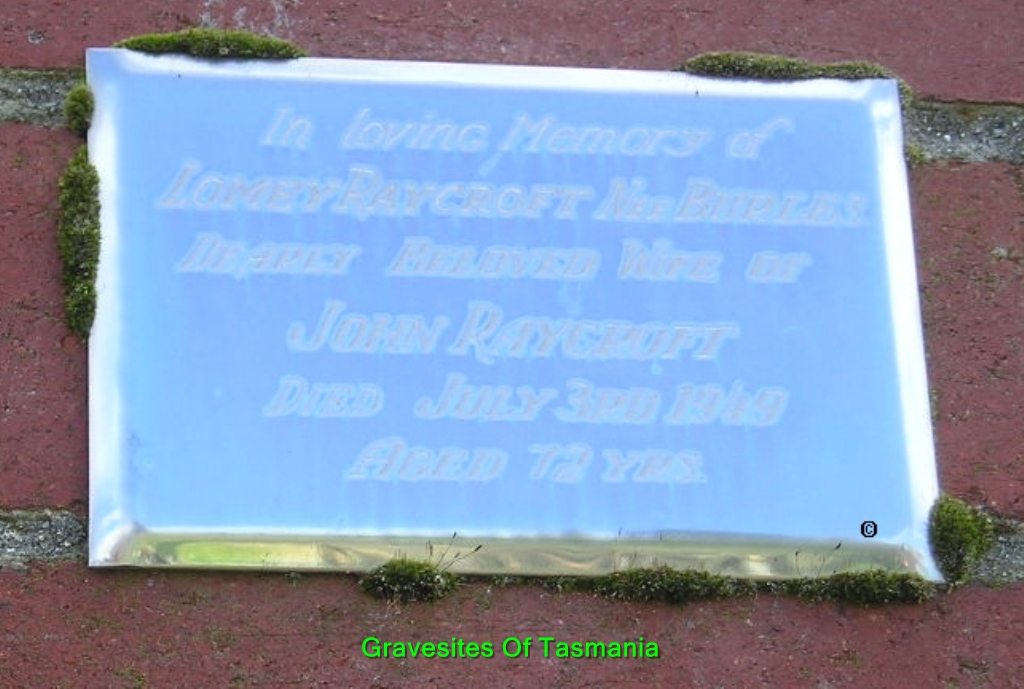 In loving Memory of
LOMEY RAYCROFT Nee BURLES
DEARLY BELOVED WIFE OF
JOHN RAYCROFT
DIED JULY 3RD 1949
AGED 72 YRS.
©
Gravesites Of Tasmania